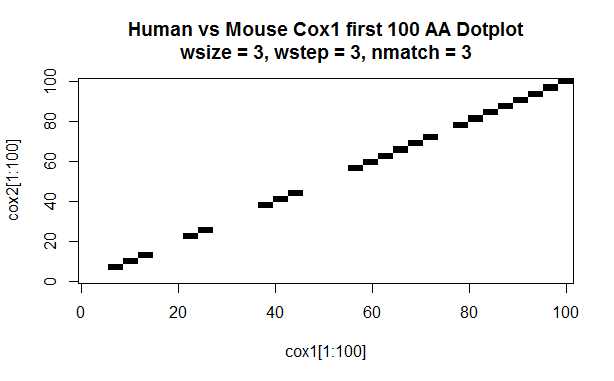 Human vs Mouse Cox1 first 100 AA Dotplot
wsize = 3, wstep = 3, nmatch = 3
cox2[1:100]
100
80
60
40
20
0
0 20 40 60 80 100
cox1[1:100]